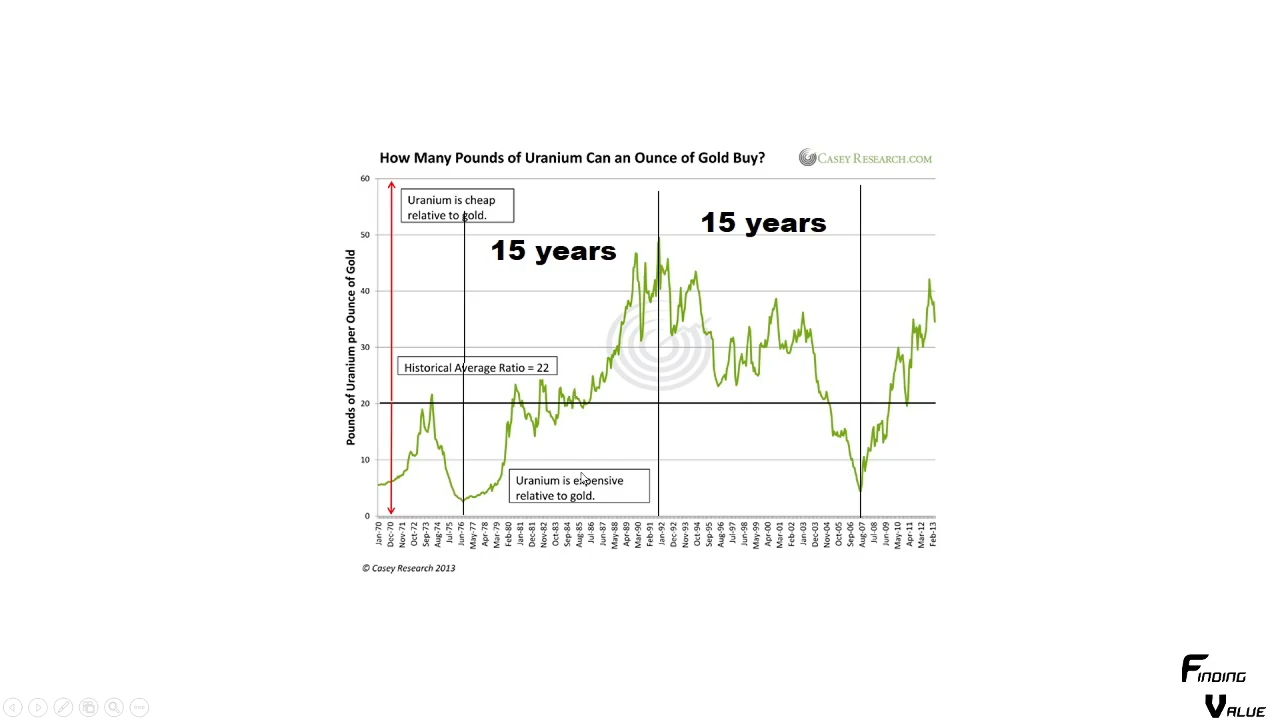 How Many Pounds of Uranium Can an Ounce of Gold Buy?
CASEY RESEARCH.COM
60
50
40
30
20
10
0
Pounds of Uranium per Ounce of Gold
Uranium is cheap
relative to gold.
15 years
15 years
Historical Average Ratio = 22
Uranium is expensive
relative to gold.
Jan-70
Dec-70
Nov-71
Oct-72
Sep-73
Aug-74
Jul-75
Jun-76
May-77
Apr-78
Mar-79
Feb-80
Jan-81
Dec-81
Nov-82
Oct-83
Sep-84
Aug-85
Jul-86
Jun-87
May-88
Apr-89
Mar-90
Feb-91
Jan-92
Dec-92
Nov-93
Oct-94
Sep-95
Aug-96
Jul-97
Jun-98
May-99
Apr-00
Mar-01
Feb-02
Jan-03
Dec-03
Nov-04
Oct-05
Sep-06
Aug-07
Jul-08
Jun-09
May-10
Apr-11
Mar-12
Feb-13
© Casey Research 2013
Finding
Value